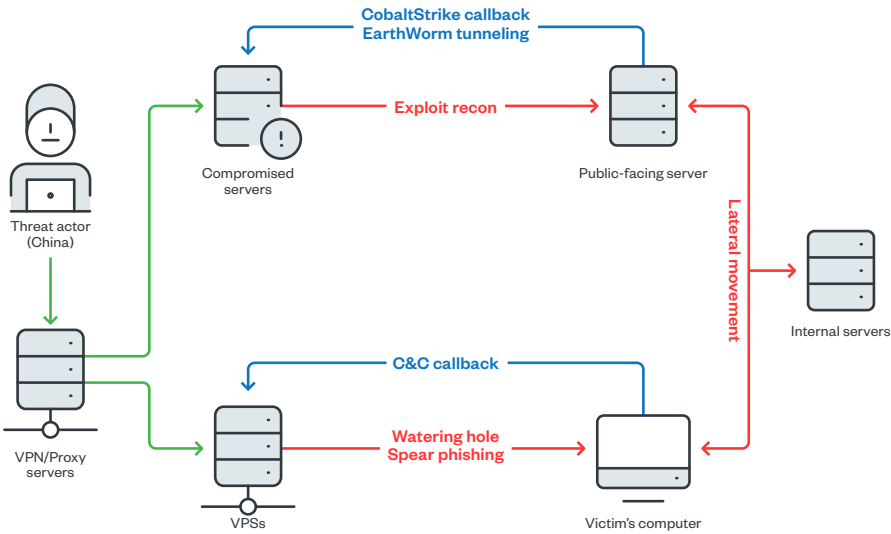 CobaltStrike callback
EarthWorm tunneling
Exploit recon
Compromised
servers
Public-facing server
Threat actor
(China)
Lateral movement
Internal servers
C&C callback
Watering hole
Spear phishing
VPN/Proxy
servers
VPSs
Victim's computer